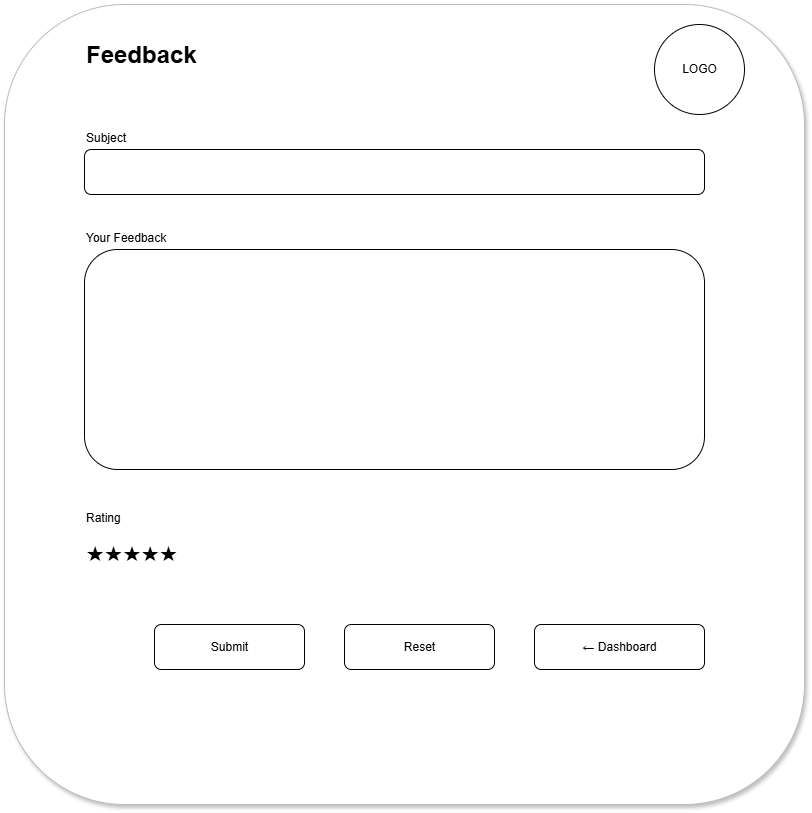 Feedback
LOGO
Subject
Your Feedback
Rating
★★★★★
Submit
Reset
← Dashboard